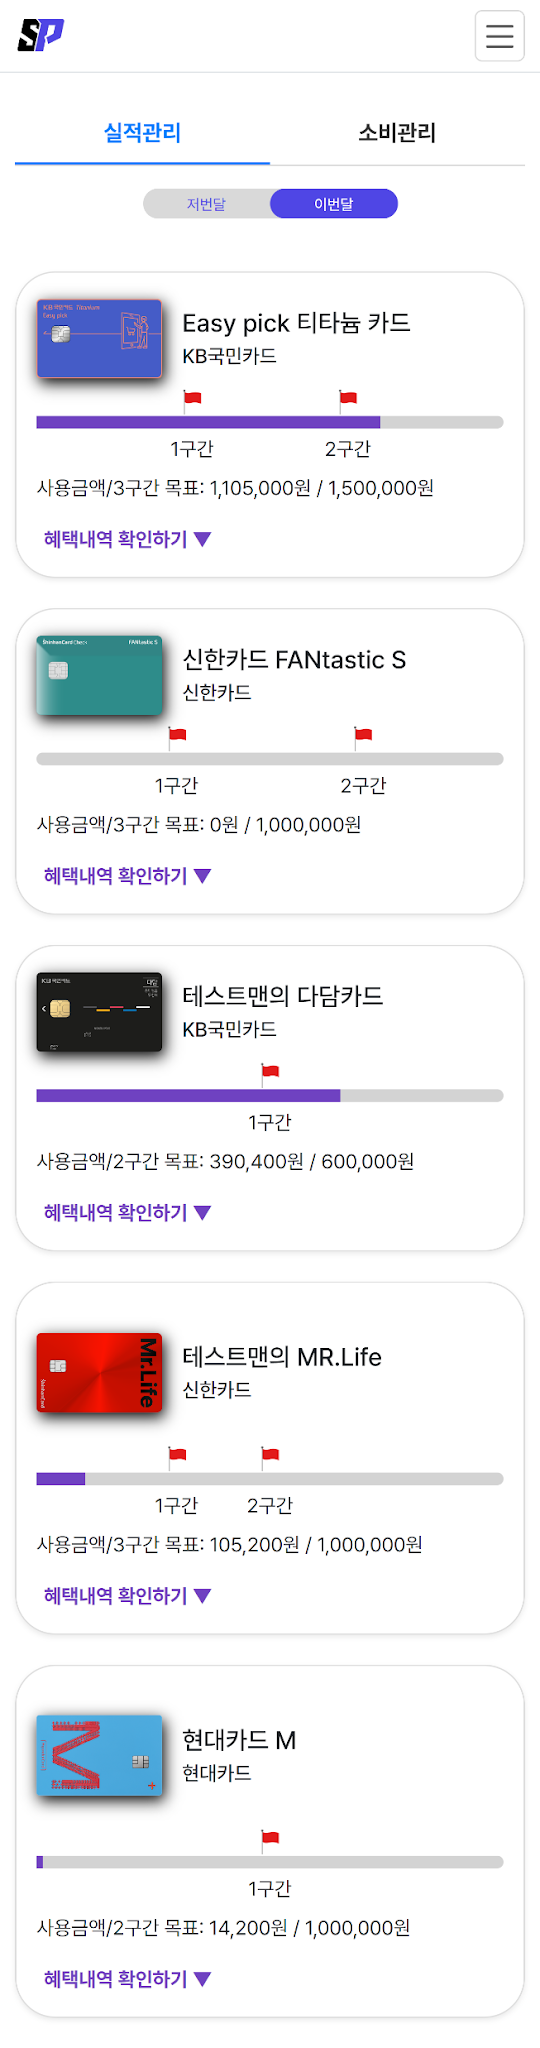 SP
실적관리
소비관리
저번달
이번달
KB국민카드 Titanium
Easy pick
Easy pick 티타늄 카드
KB국민카드
1구간
2구간
사용금액/3구간 목표: 1,105,000원 / 1,500,000원
혜택내역 확인하기 ▼
ShinhanCard Check
FANtastic S
신한카드 FANtastic S
신한카드
1구간
2구간
사용금액/3구간 목표: 0원 / 1,000,000원
혜택내역 확인하기 ▼
KB국민카드
다담
테스트맨의 다담카드
KB국민카드
1구간
사용금액/2구간 목표: 390,400원 / 600,000원
혜택내역 확인하기 ▼
Mr.Life
ShinhanCard
테스트맨의 MR.Life
신한카드
1구간
2구간
사용금액/3구간 목표: 105,200원 / 1,000,000원
혜택내역 확인하기 ▼
M
현대카드 M
현대카드
1구간
사용금액/2구간 목표: 14,200원 / 1,000,000원
혜택내역 확인하기 ▼